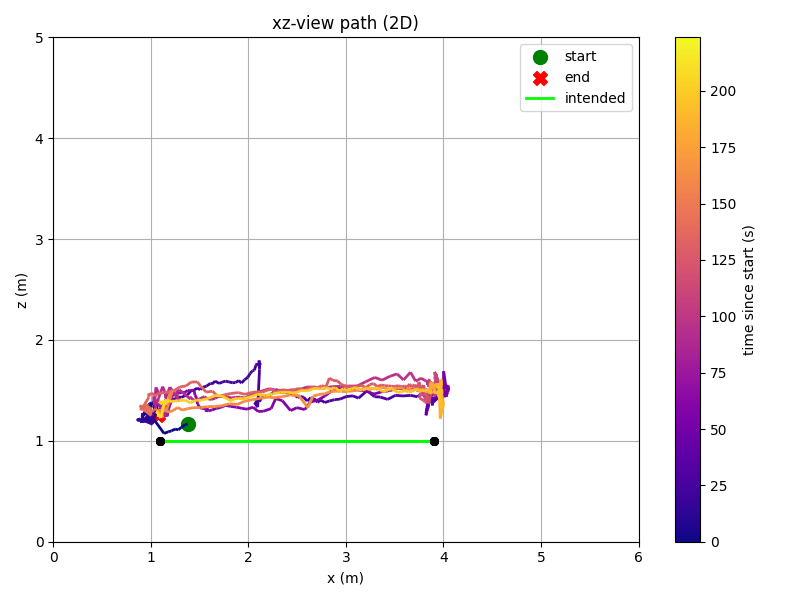 xz-view path (2D)
start
end
intended
5
4
3
2
1
0
z (m)
0 1 2 3 4 5 6
x (m)
200
175
150
125
100
75
50
25
0
time since start (s)